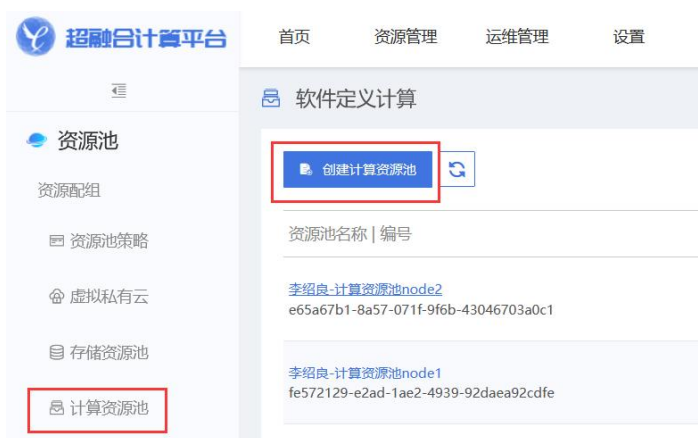 超融合计算平台
首页 资源管理 运维管理 设置
软件定义计算
资源池
创建计算资源池
资源配组
资源池名称 | 编号
资源池策略
李绍良-计算资源池node2
e65a67b1-8a57-071f-9f6b-43046703a0c1
虚拟私有云
存储资源池
李绍良-计算资源池node1
fe572129-e2ad-1ae2-4939-92daea92cdfe
计算资源池